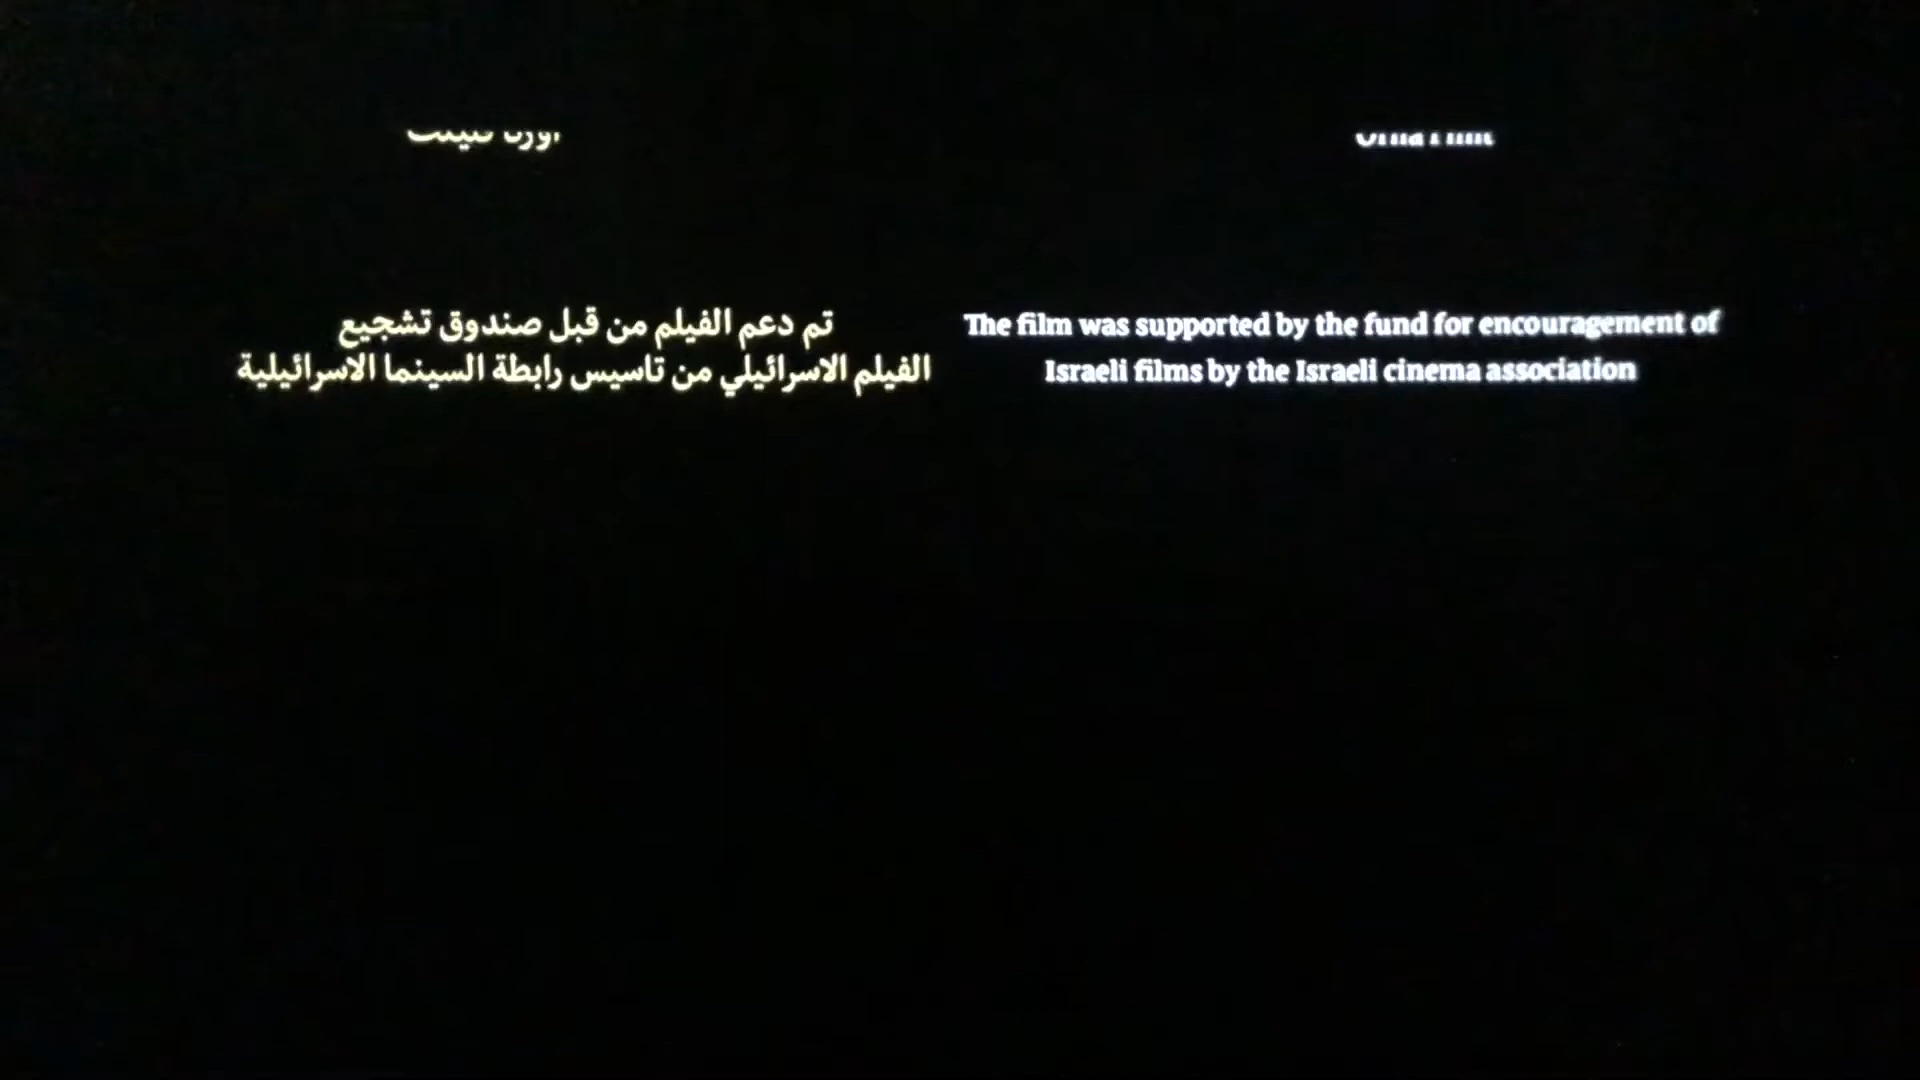 تم دعم الفيلم من قبل صندوق تشجيع
الفيلم الاسرائيلي من تاسيس رابطة السينما الاسرائيلية
The film was supported by the fund for encouragement of
Israeli films by the Israeli cinema association